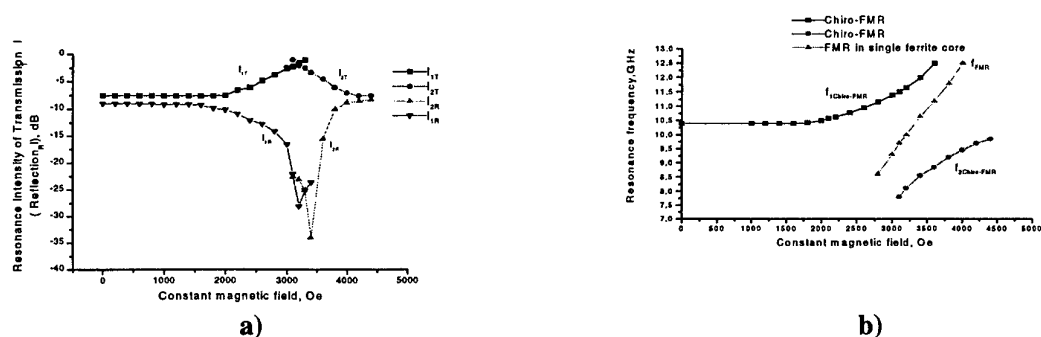 Resonance Intensity of Transmission I
( Reflection R I), dB
0
-5
-10
-15
-20
-25
-30
-35
-40
0 1000 2000 3000 4000 5000
Constant magnetic field, Oe
I1T
I2T
I2R
I1T
I2T
I2R
I1R
a)
Chiro-FMR
Chiro-FMR
FMR in single ferrite core
Resonance frequency,GHz
13,0
12,5
12,0
11,5
11,0
10,5
10,0
9,5
9,0
8,5
8,0
7,5
7,0
0 500 1000 1500 2000 2500 3000 3500 4000 4500
Constant magnetic field, Oe
fFMR
f1Chiro-FMR
f2Chiro-FMR
b)